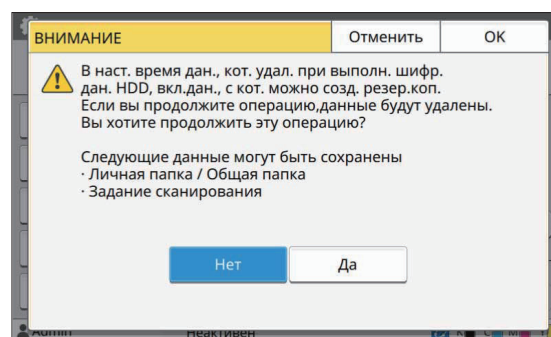 ВНИМАНИЕ
Отменить
OK
В наст. время дан., кот. удал. при выполн. шифр.
дан. HDD, вкл.дан., с кот. можно созд. резер.коп.
Если вы продолжите операцию,данные будут удалены.
Вы хотите продолжить эту операцию?
Следующие данные могут быть сохранены
· Личная папка / Общая папка
· Задание сканирования
Нет
Да
Admin
Неактивен
K C M Y